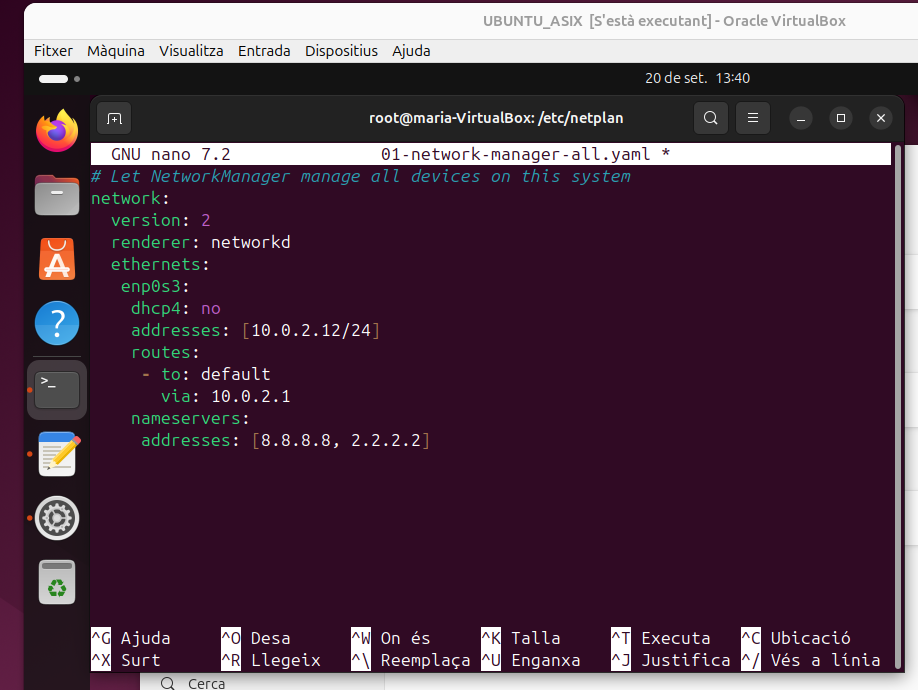 UBUNTU_ASIX [S'està executant] - Oracle VirtualBox
Fitxer Màquina Visualitza Entrada Dispositius Ajuda
20 de set. 13:40
root@maria-VirtualBox: /etc/netplan
GNU nano 7.2 01-network-manager-all.yaml *
# Let NetworkManager manage all devices on this system
network:
  version: 2
  renderer: networkd
  ethernets:
   enp0s3:
    dhcp4: no
    addresses: [10.0.2.12/24]
    routes:
     - to: default
       via: 10.0.2.1
    nameservers:
     addresses: [8.8.8.8, 2.2.2.2]
^G Ajuda ^O Desa ^W On és ^K Talla ^T Executa ^C Ubicació
^X Surt ^R Llegeix ^\ Reemplaça ^U Enganxa ^J Justifica ^/ Vés a línia
Cerca